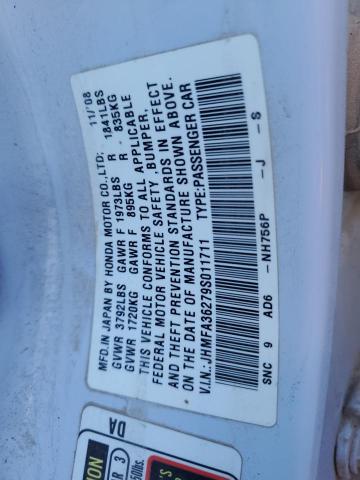 MFD.IN JAPAN BY HONDA MOTOR CO.,LTD; 11/'08
GVWR 3792LBS GAWR F 1973LBS R - 1841LBS
GVWR 1720KG GAWR F 895KG R - 835KG
THIS VEHICLE CONFORMS TO ALL APPLICABLE
FEDERAL MOTOR VEHICLE SAFETY ,BUMPER,
AND THEFT PREVENTION STANDARDS IN EFFECT
ON THE DATE OF MANUFACTURE SHOWN ABOVE.
V.I.N.: JHMFA36279S011711 TYPE:PASSENGER CAR
SNC 9 AD6 - NH756P - J - S
DA
R 3
50lbs.